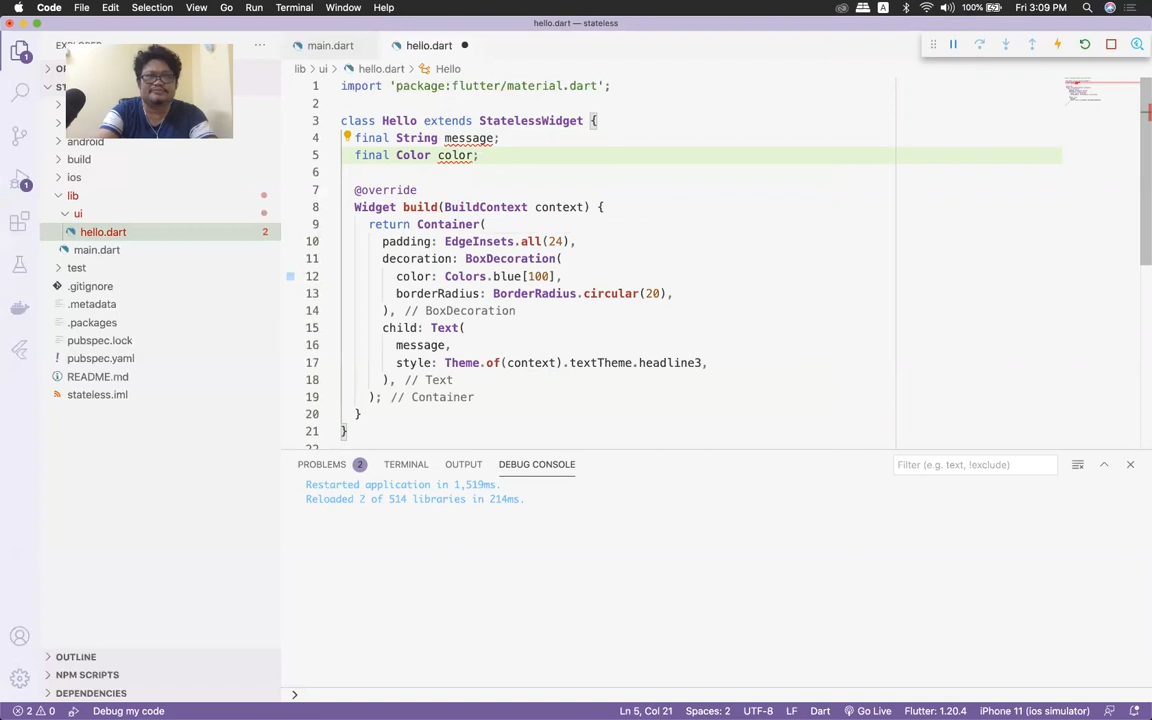 Code File Edit Selection View Go Run Terminal Window Help
A 100% Fri 3:09 PM
hello.dart — stateless
EXPLORER
main.dart
hello.dart
lib › ui › hello.dart › Hello
android
build
ios
lib
ui
hello.dart 2
main.dart
test
.gitignore
.metadata
.packages
pubspec.lock
pubspec.yaml
README.md
stateless.iml
OUTLINE
NPM SCRIPTS
DEPENDENCIES
1 import 'package:flutter/material.dart';
2
3 class Hello extends StatelessWidget {
4 final String message;
5 final Color color;
6
7 @override
8 Widget build(BuildContext context) {
9 return Container(
10 padding: EdgeInsets.all(24),
11 decoration: BoxDecoration(
12 color: Colors.blue[100],
13 borderRadius: BorderRadius.circular(20),
14 ), // BoxDecoration
15 child: Text(
16 message,
17 style: Theme.of(context).textTheme.headline3,
18 ), // Text
19 ); // Container
20 }
21 }
PROBLEMS 2 TERMINAL OUTPUT DEBUG CONSOLE
Filter (e.g. text, !exclude)
Restarted application in 1,519ms.
Reloaded 2 of 514 libraries in 214ms.
2 0 Debug my code
Ln 5, Col 21 Spaces: 2 UTF-8 LF Dart Go Live Flutter: 1.20.4 iPhone 11 (ios simulator)